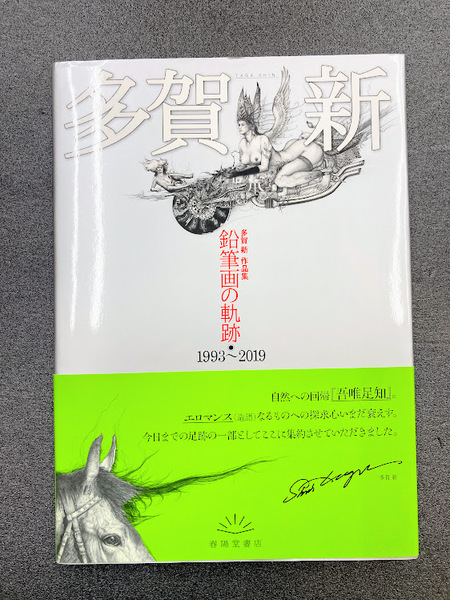 多賀 新
TAGA SHIN
多賀 新 作品集
鉛筆画の軌跡・
1993〜2019
自然への回帰『吾唯足知』。
エロマンス(造語)なるものへの探求心いまだ衰えず。
今日までの足跡の一部としてここに集約させていただきました。
多賀 新
春陽堂書店